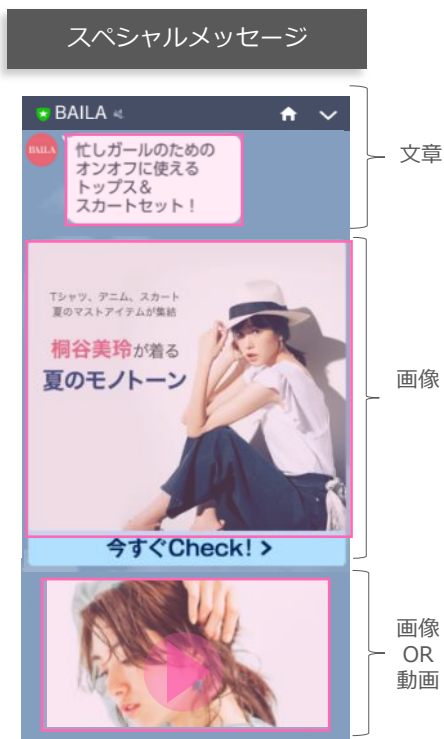 スペシャルメッセージ
BAILA
BAILA
忙しガールのための
オンオフに使える
トップス＆
スカートセット！
文章
Tシャツ、デニム、スカート
夏のマストアイテムが集結
桐谷美玲が着る
夏のモノトーン
画像
今すぐCheck! >
画像
OR
動画